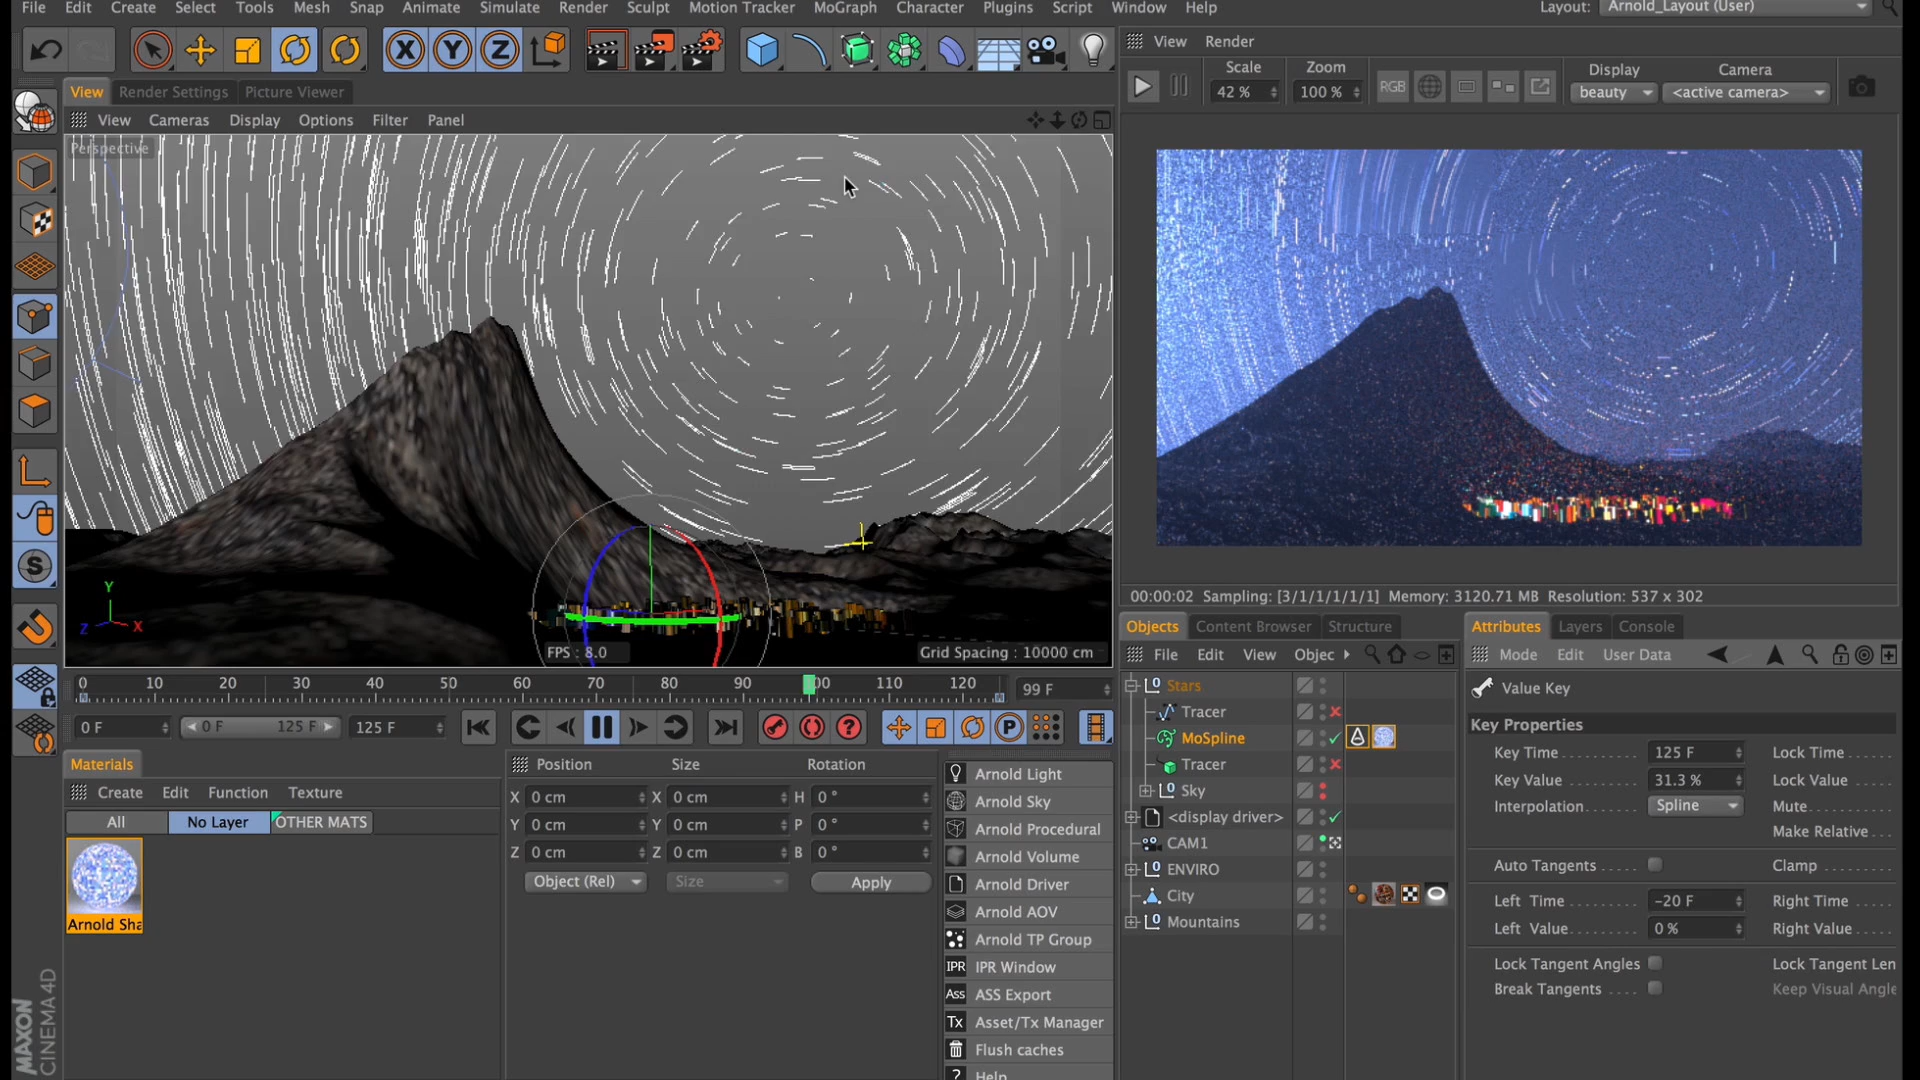 File Edit Create Select Tools Mesh Snap Animate Simulate Render Sculpt Motion Tracker MoGraph Character Plugins Script Window Help
Layout: Arnold_Layout (User)
View Render
Scale Zoom Display Camera
42 % 100 % RGB beauty <active camera>
X Y Z
View Render Settings Picture Viewer
View Cameras Display Options Filter Panel
Perspective
Y
Z X
FPS : 8.0
Grid Spacing : 10000 cm
00:00:02 Sampling: [3/1/1/1/1/1] Memory: 3120.71 MB Resolution: 537 x 302
0 10 20 30 40 50 60 70 80 90 100 110 120 99 F
0 F 0 F 125 F 125 F
Materials
Create Edit Function Texture
All No Layer OTHER MATS
Arnold Sha
MAXON
CINEMA 4D
Position Size Rotation
X 0 cm X 0 cm H 0 °
Y 0 cm Y 0 cm P 0 °
Z 0 cm Z 0 cm B 0 °
Object (Rel) Size Apply
Arnold Light
Arnold Sky
Arnold Procedural
Arnold Volume
Arnold Driver
Arnold AOV
Arnold TP Group
IPR IPR Window
Ass ASS Export
Tx Asset/Tx Manager
Flush caches
? Help
Objects Content Browser Structure
File Edit View Objec
Stars
Tracer
MoSpline
Tracer
Sky
<display driver>
CAM1
ENVIRO
City
Mountains
Attributes Layers Console
Mode Edit User Data
Value Key
Key Properties
Key Time 125 F Lock Time
Key Value 31.3 % Lock Value
Interpolation Spline Mute
Make Relative
Auto Tangents Clamp
Left Time -20 F Right Time
Left Value 0 % Right Value
Lock Tangent Angles Lock Tangent Len
Break Tangents Keep Visual Angle